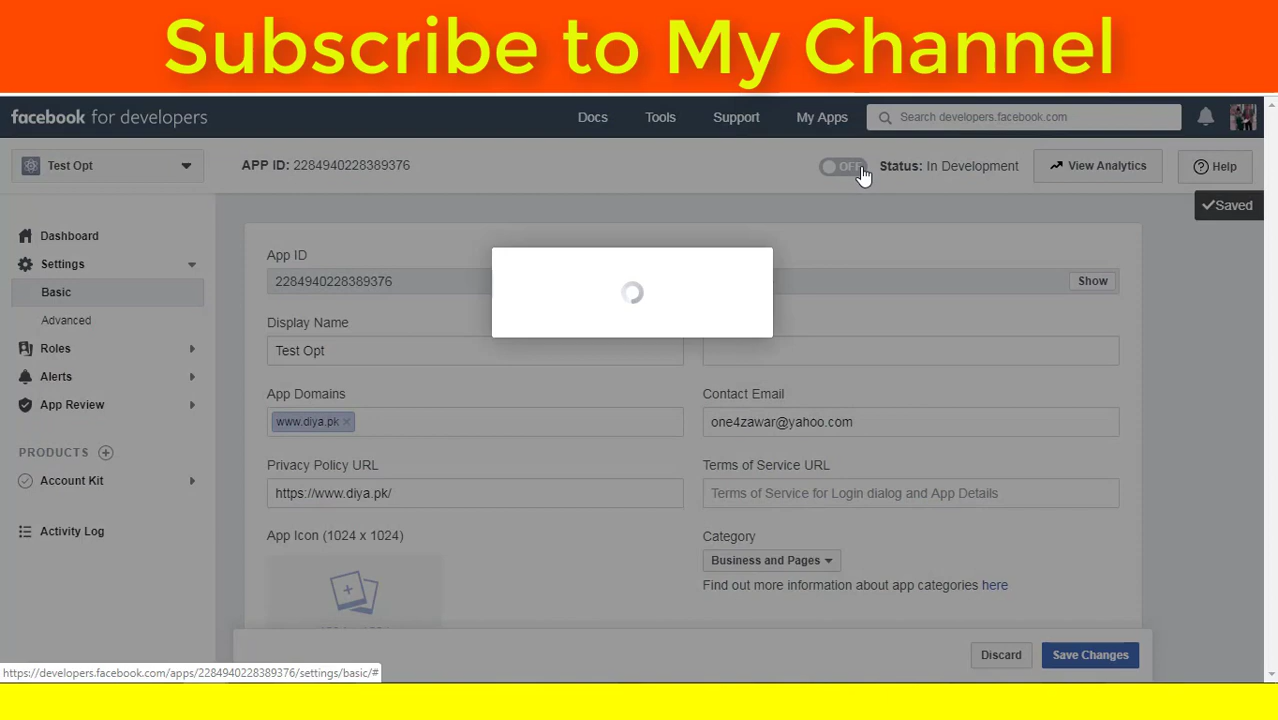 Subscribe to My Channel
facebook for developers
Docs
Tools
Support
My Apps
Search developers.facebook.com
Test Opt
APP ID: 2284940228389376
OFF
Status: In Development
View Analytics
Help
Saved
Dashboard
Settings
Basic
Advanced
Roles
Alerts
App Review
PRODUCTS
Account Kit
Activity Log
App ID
2284940228389376
Show
Display Name
Test Opt
App Domains
www.diya.pk
Contact Email
one4zawar@yahoo.com
Privacy Policy URL
https://www.diya.pk/
Terms of Service URL
Terms of Service for Login dialog and App Details
App Icon (1024 x 1024)
Category
Business and Pages
Find out more information about app categories here
Discard
Save Changes
https://developers.facebook.com/apps/2284940228389376/settings/basic/#